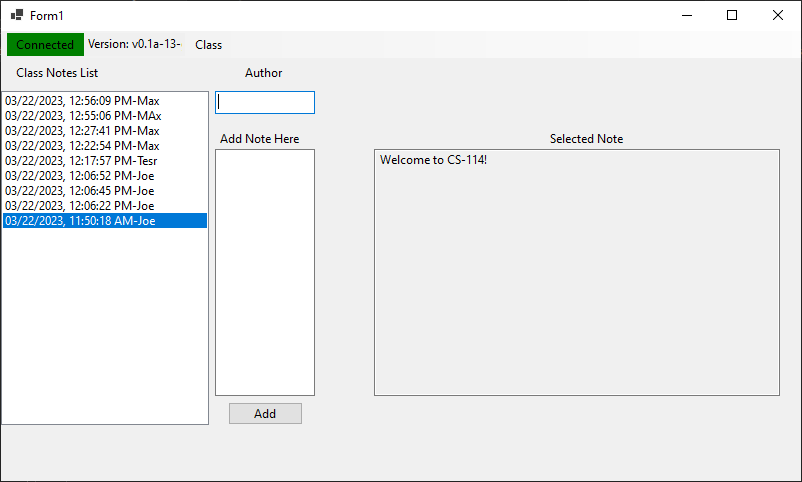 Form1
Connected Version: v0.1a-13- Class
Class Notes List
Author
03/22/2023, 12:56:09 PM-Max
03/22/2023, 12:55:06 PM-MAx
03/22/2023, 12:27:41 PM-Max
03/22/2023, 12:22:54 PM-Max
03/22/2023, 12:17:57 PM-Tesr
03/22/2023, 12:06:52 PM-Joe
03/22/2023, 12:06:45 PM-Joe
03/22/2023, 12:06:22 PM-Joe
03/22/2023, 11:50:18 AM-Joe
Add Note Here
Add
Selected Note
Welcome to CS-114!